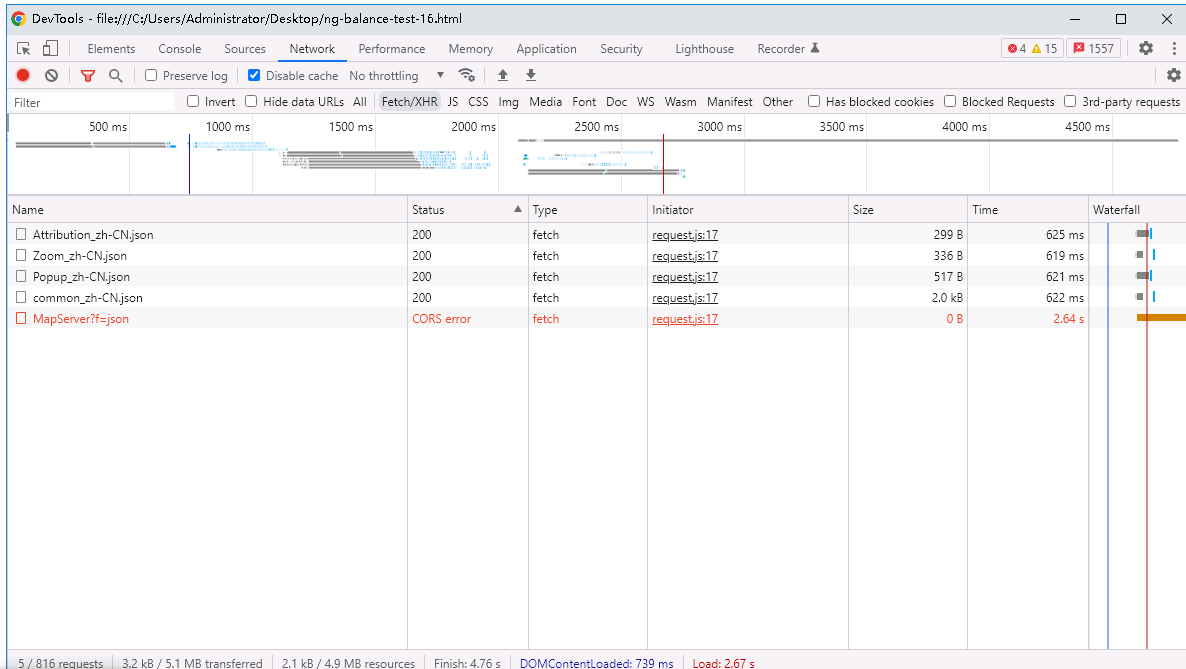 DevTools - file:///C:/Users/Administrator/Desktop/ng-balance-test-16.html
Elements Console Sources Network Performance Memory Application Security Lighthouse Recorder 4 15 1557
Preserve log Disable cache No throttling
Filter Invert Hide data URLs All Fetch/XHR JS CSS Img Media Font Doc WS Wasm Manifest Other Has blocked cookies Blocked Requests 3rd-party requests
500 ms 1000 ms 1500 ms 2000 ms 2500 ms 3000 ms 3500 ms 4000 ms 4500 ms
Name Status Type Initiator Size Time Waterfall
Attribution_zh-CN.json 200 fetch request.js:17 299 B 625 ms
Zoom_zh-CN.json 200 fetch request.js:17 336 B 619 ms
Popup_zh-CN.json 200 fetch request.js:17 517 B 621 ms
common_zh-CN.json 200 fetch request.js:17 2.0 kB 622 ms
MapServer?f=json CORS error fetch request.js:17 0 B 2.64 s
5 / 816 requests 3.2 kB / 5.1 MB transferred 2.1 kB / 4.9 MB resources Finish: 4.76 s DOMContentLoaded: 739 ms Load: 2.67 s